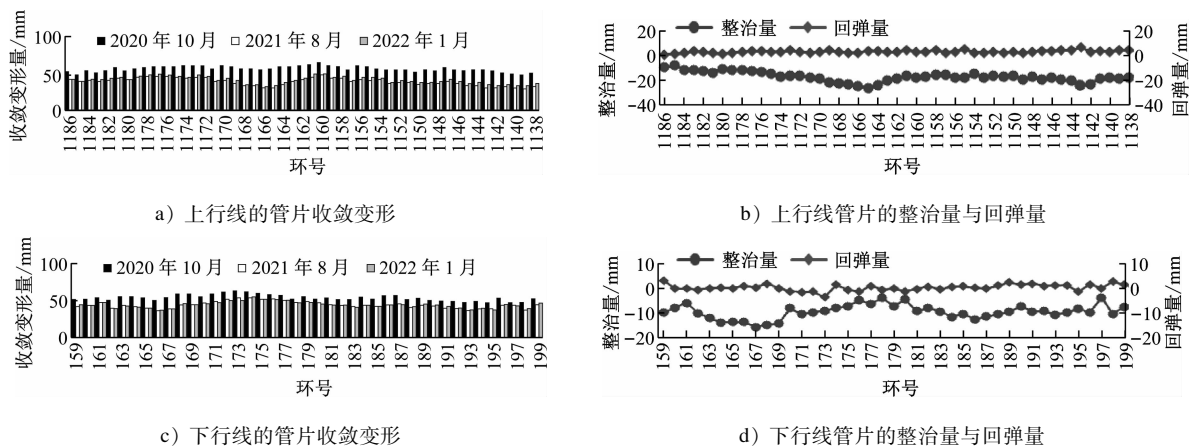 收敛变形量/mm
100
50
0
2020 年 10 月 2021 年 8 月 2022 年 1 月
1186 1184 1182 1180 1178 1176 1174 1172 1170 1168 1166 1164 1162 1160 1158 1156 1154 1152 1150 1148 1146 1144 1142 1140 1138
环号
a）上行线的管片收敛变形
整治量/mm
20
0
−20
−40
整治量 回弹量
20
0
−20
−40
回弹量/mm
1186 1184 1182 1180 1178 1176 1174 1172 1170 1168 1166 1164 1162 1160 1158 1156 1154 1152 1150 1148 1146 1144 1142 1140 1138
环号
b）上行线管片的整治量与回弹量
收敛变形量/mm
100
50
0
2020 年 10 月 2021 年 8 月 2022 年 1 月
159 161 163 165 167 169 171 173 175 177 179 181 183 185 187 189 191 193 195 197 199
环号
c）下行线的管片收敛变形
整治量/mm
10
0
−10
−20
整治量 回弹量
10
0
−10
−20
回弹量/mm
159 161 163 165 167 169 171 173 175 177 179 181 183 185 187 189 191 193 195 197 199
环号
d）下行线管片的整治量与回弹量